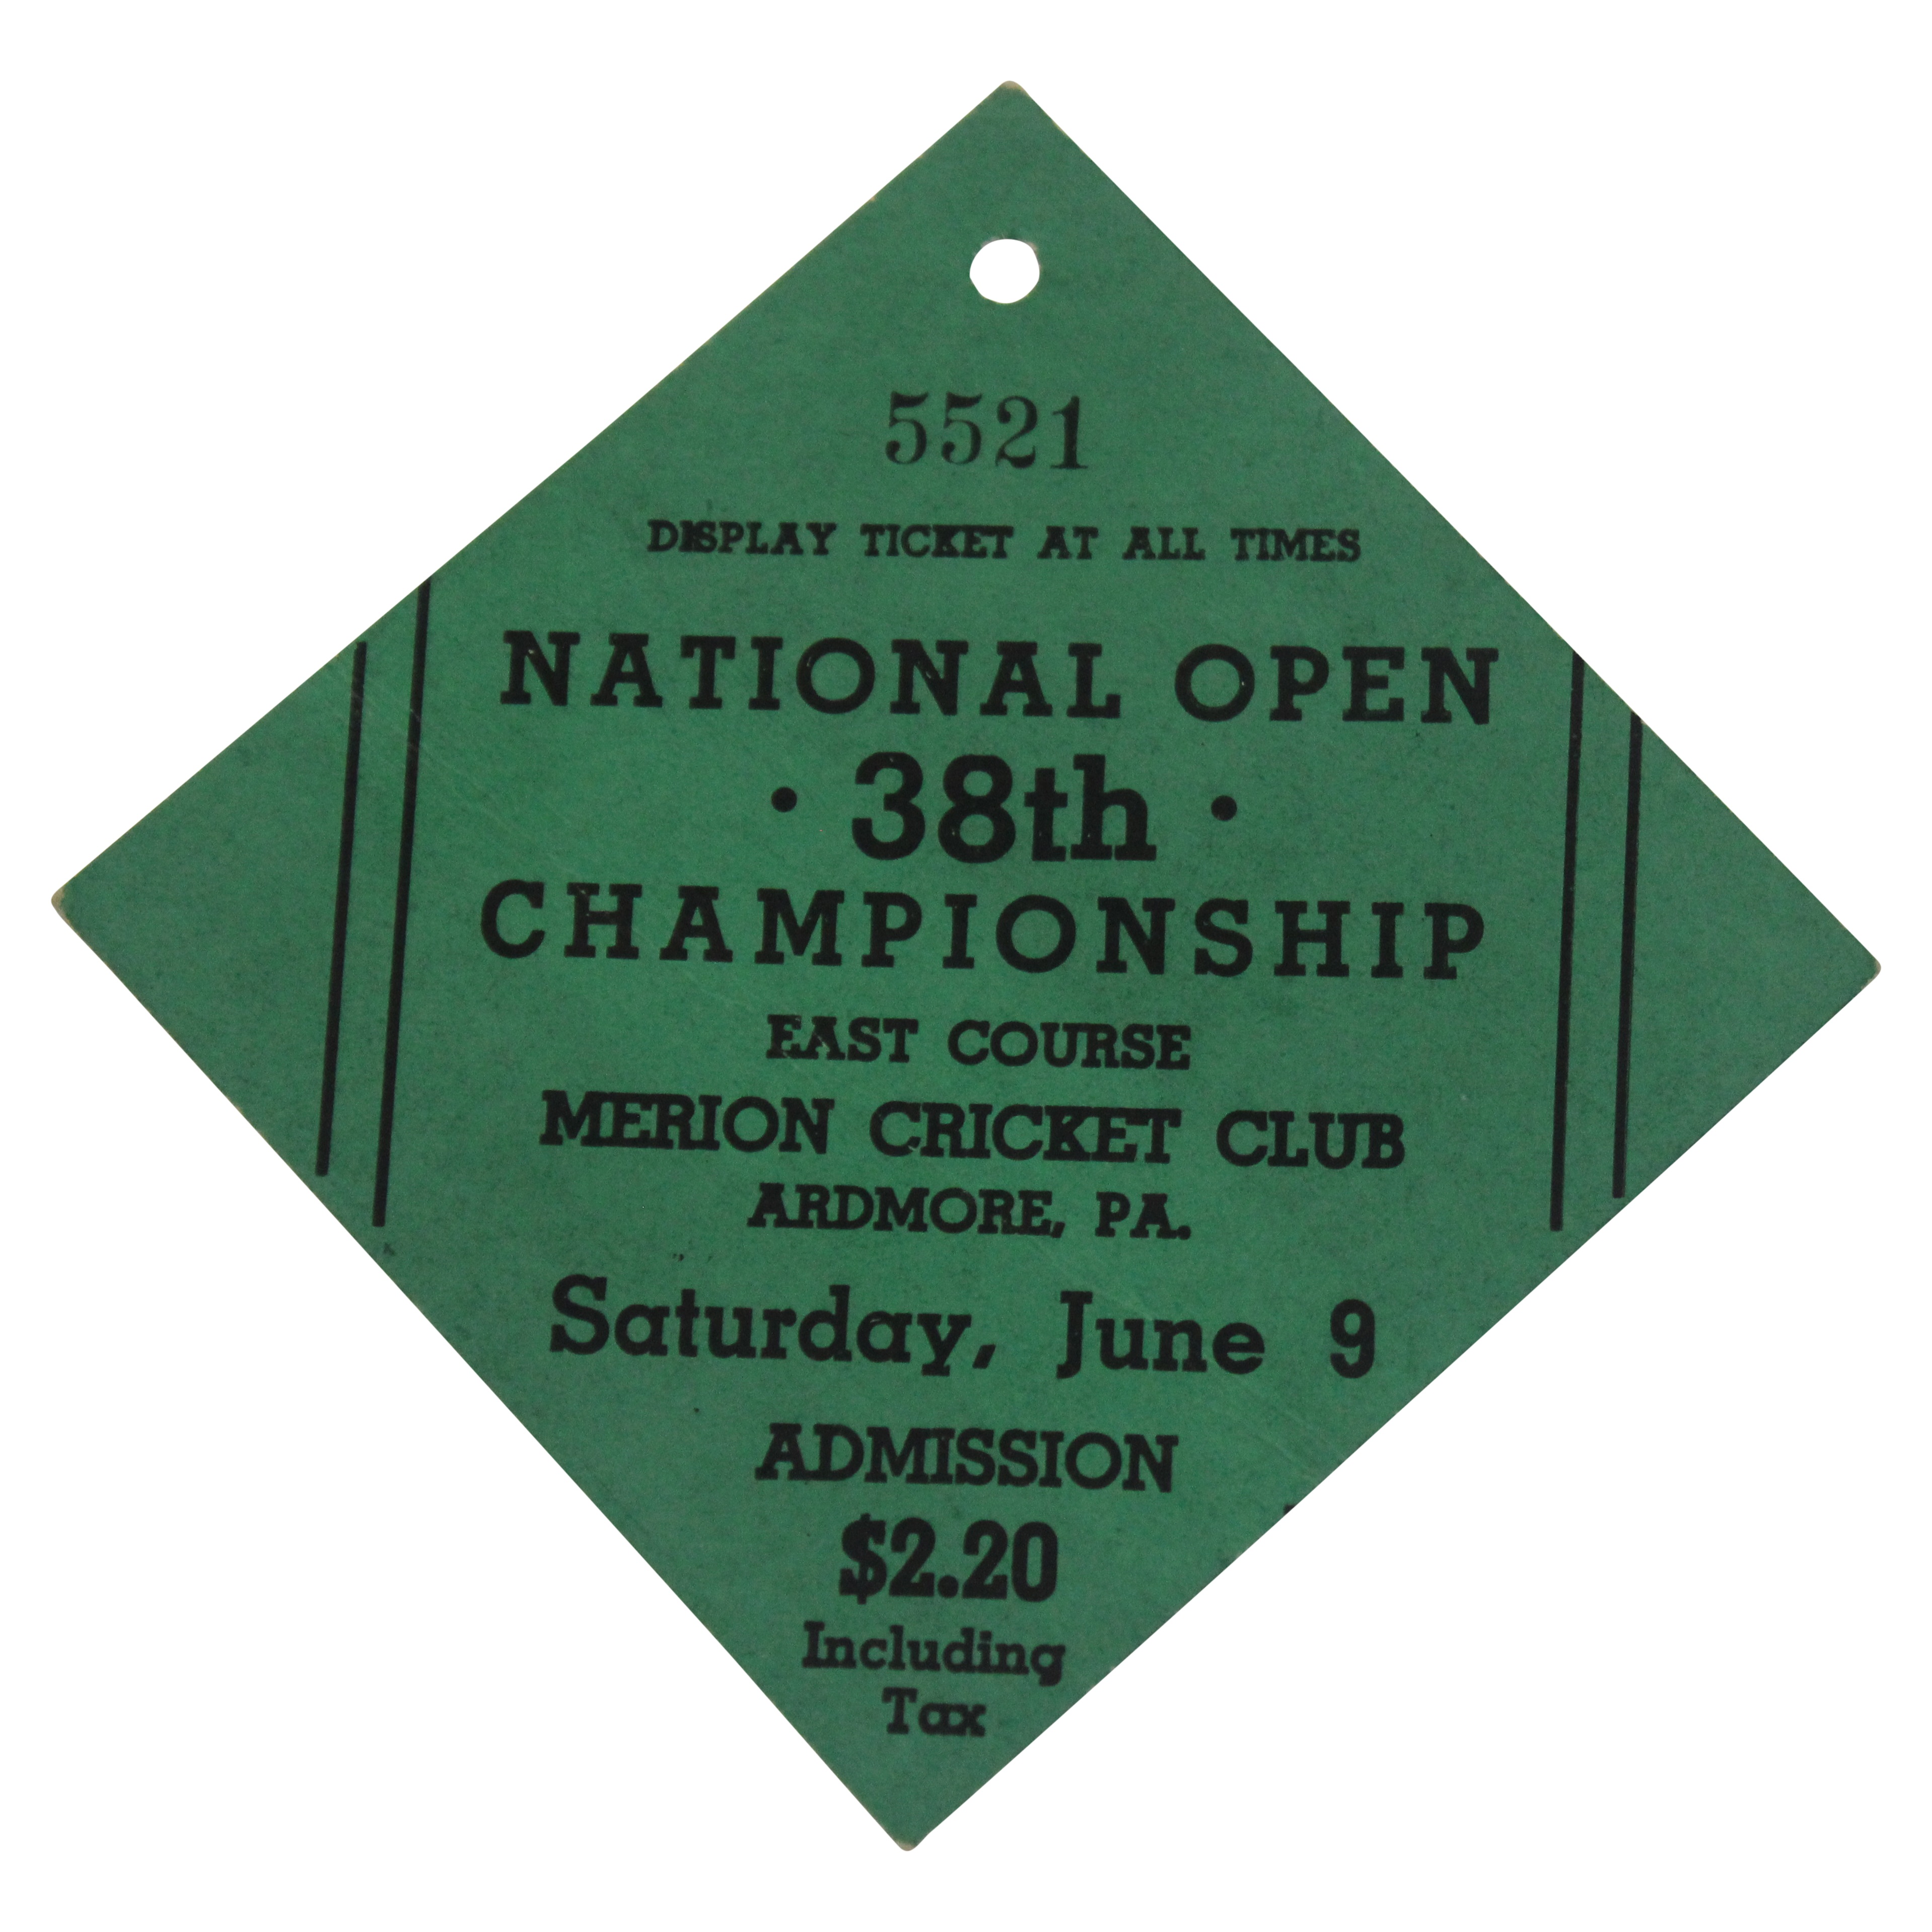 5521
DISPLAY TICKET AT ALL TIMES
NATIONAL OPEN
· 38th ·
CHAMPIONSHIP
EAST COURSE
MERION CRICKET CLUB
ARDMORE, PA.
Saturday, June 9
ADMISSION
$2.20
Including
Tax